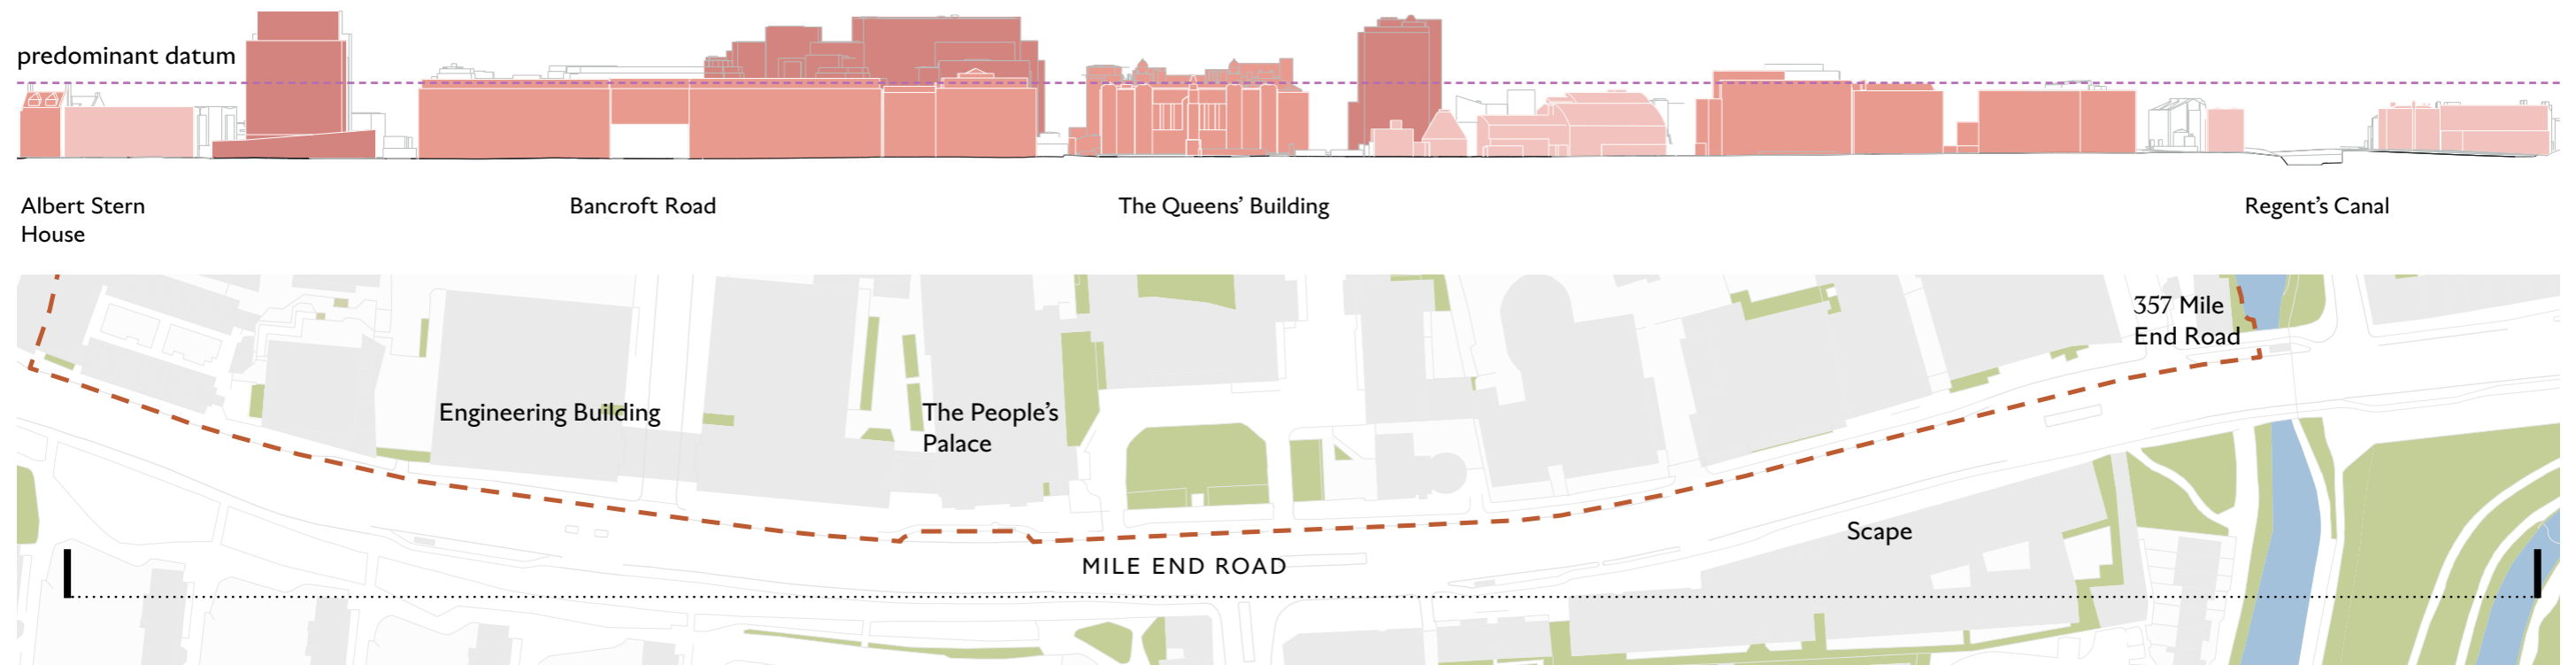 predominant datum
Albert Stern
House
Bancroft Road
The Queens’ Building
Regent’s Canal
357 Mile
End Road
Engineering Building
The People’s
Palace
Scape
MILE END ROAD